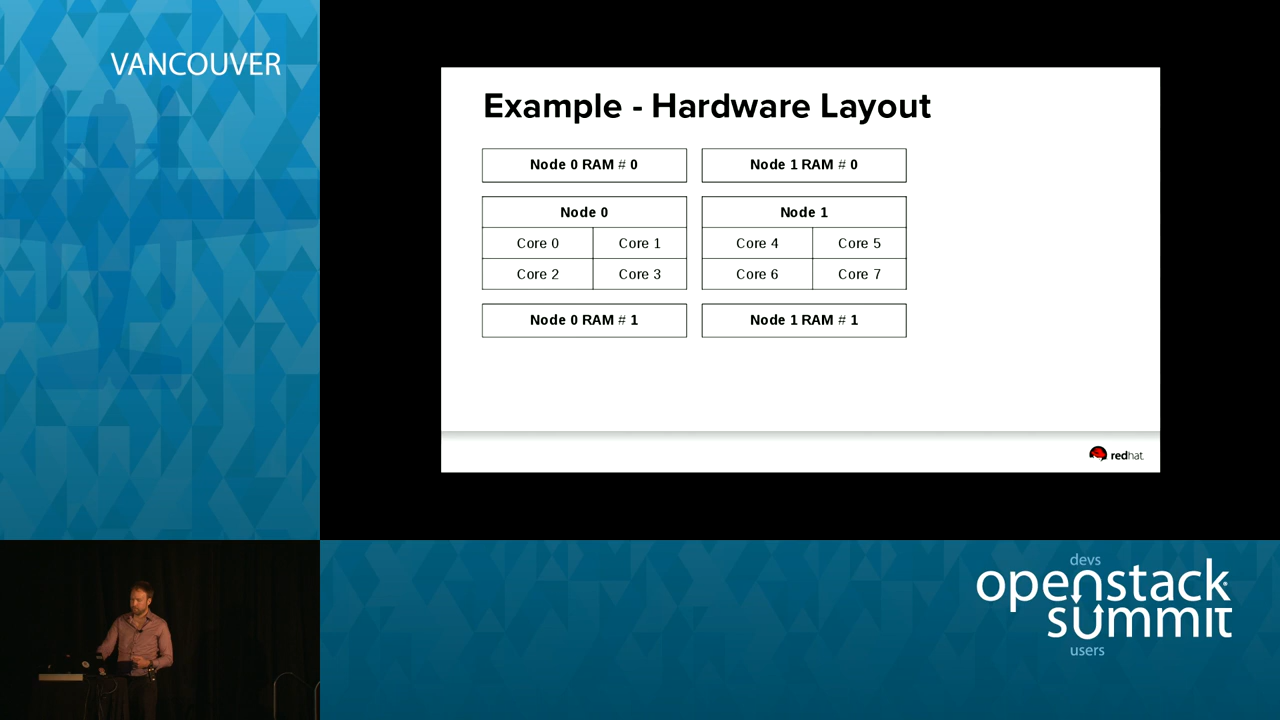 VANCOUVER
Example - Hardware Layout
Node 0 RAM # 0
Node 1 RAM # 0
Node 0
Node 1
Core 0
Core 1
Core 4
Core 5
Core 2
Core 3
Core 6
Core 7
Node 0 RAM # 1
Node 1 RAM # 1
redhat
devs
openstack
summit
users